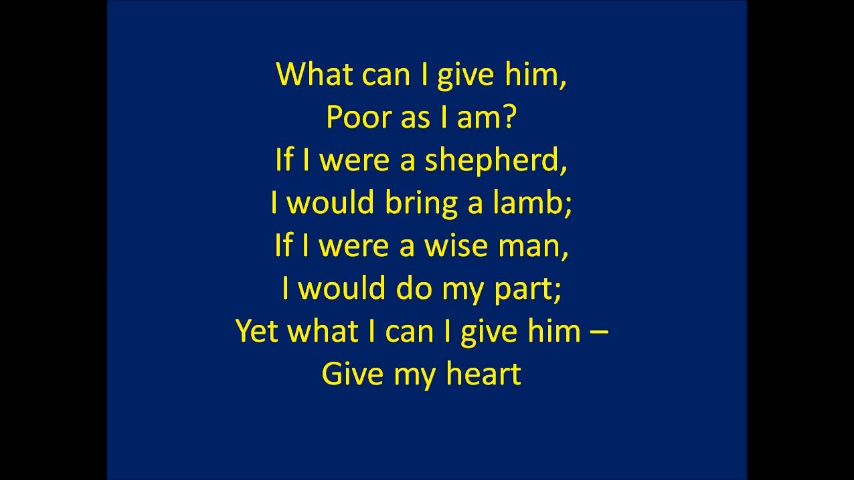 What can I give him,
Poor as I am?
If I were a shepherd,
I would bring a lamb;
If I were a wise man,
I would do my part;
Yet what I can I give him –
Give my heart